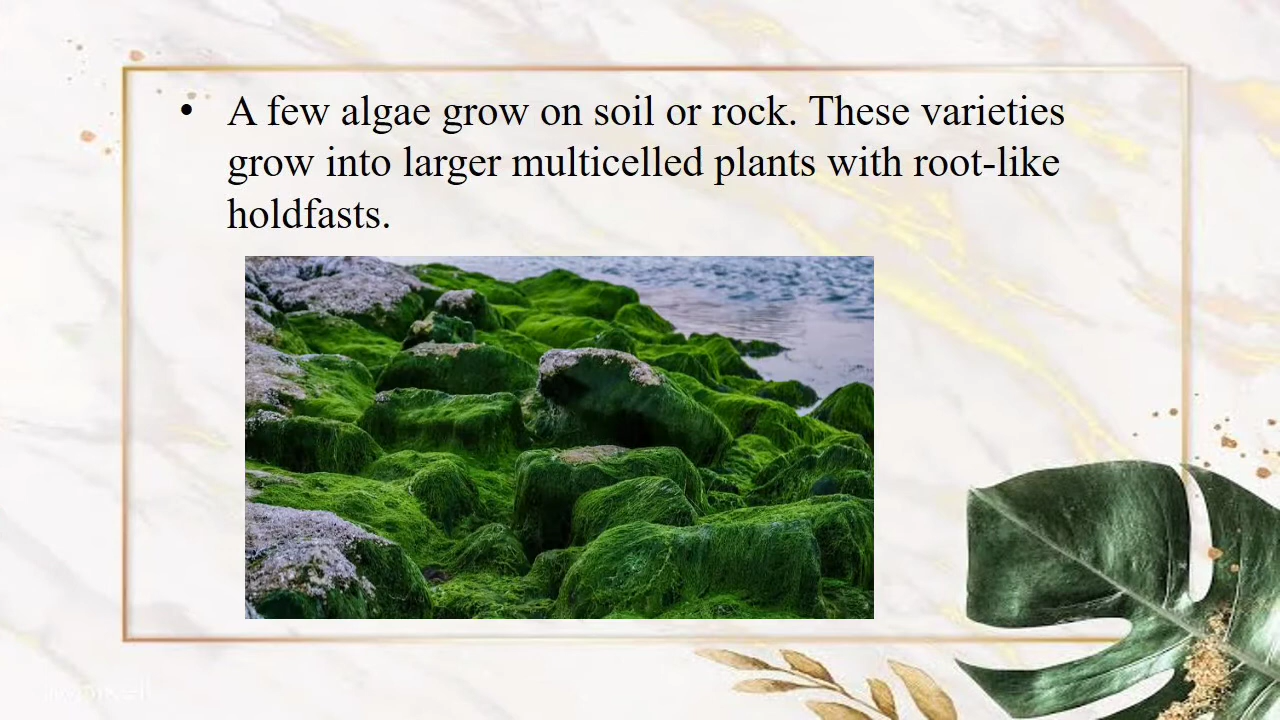 • A few algae grow on soil or rock. These varieties
grow into larger multicelled plants with root-like
holdfasts.